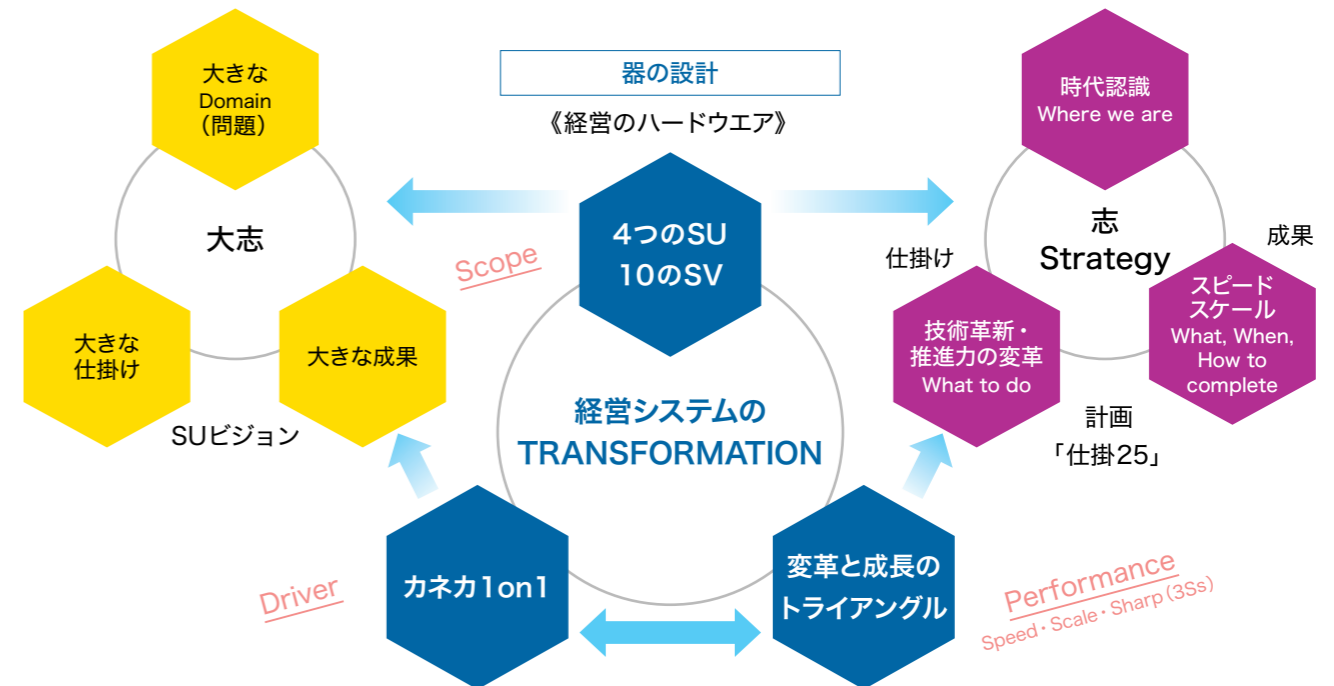 大きな
Domain
（問題）
大志
大きな
仕掛け
大きな成果
SUビジョン
器の設計
《経営のハードウエア》
4つのSU
10のSV
Scope
経営システムの
TRANSFORMATION
Driver
カネカ1on1
変革と成長の
トライアングル
Performance
Speed・Scale・Sharp（3Ss）
時代認識
Where we are
志
Strategy
仕掛け
成果
技術革新・
推進力の変革
What to do
スピード
スケール
What, When,
How to
complete
計画
「仕掛25」